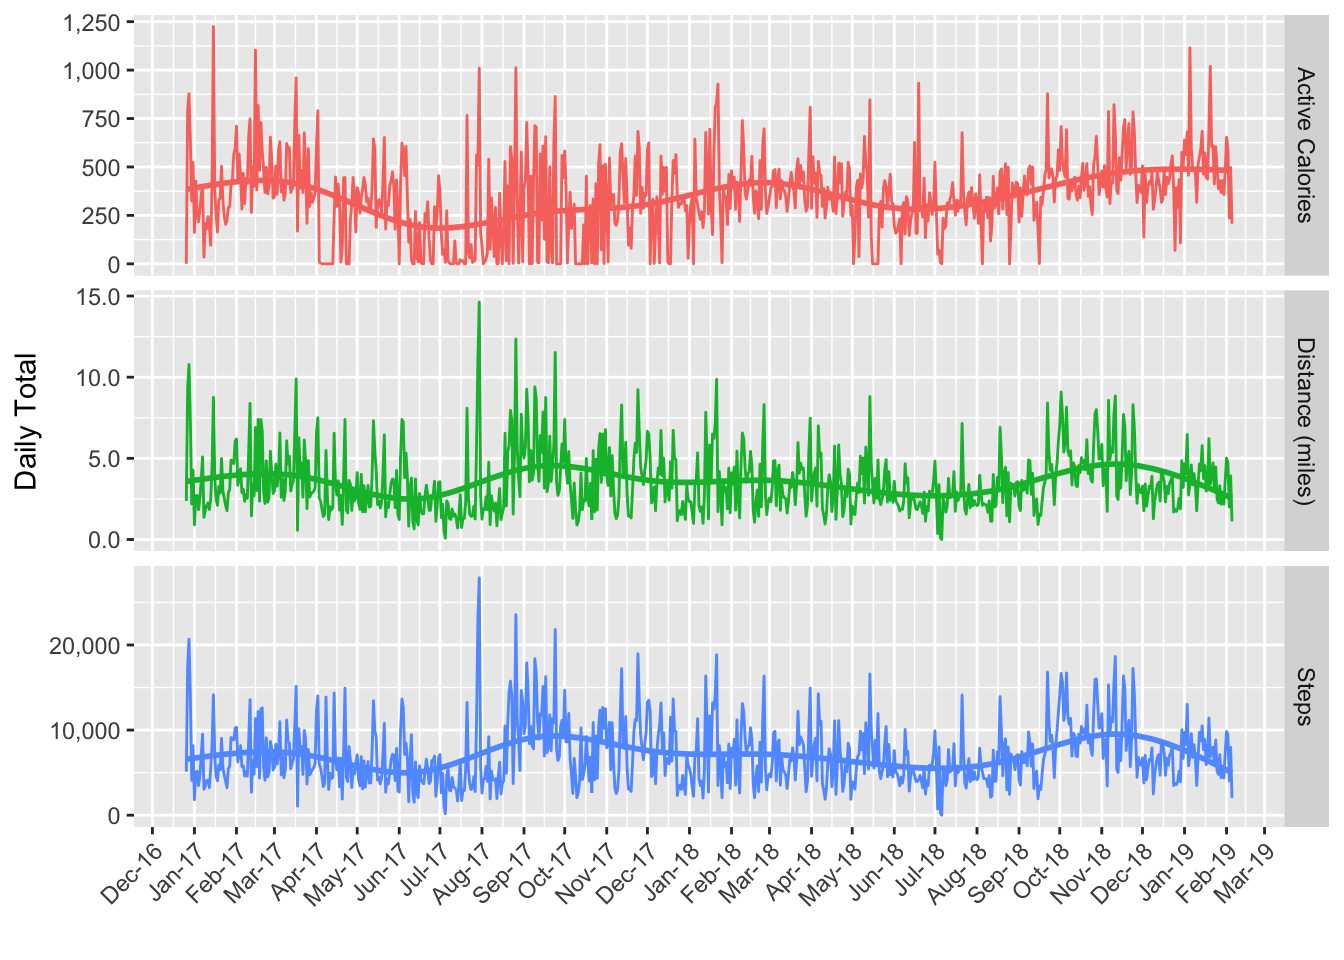 Daily Total
1,250
1,000
750
500
250
0
Active Calories
15.0
10.0
5.0
0.0
Distance (miles)
20,000
10,000
0
Steps
Dec-16
Jan-17
Feb-17
Mar-17
Apr-17
May-17
Jun-17
Jul-17
Aug-17
Sep-17
Oct-17
Nov-17
Dec-17
Jan-18
Feb-18
Mar-18
Apr-18
May-18
Jun-18
Jul-18
Aug-18
Sep-18
Oct-18
Nov-18
Dec-18
Jan-19
Feb-19
Mar-19